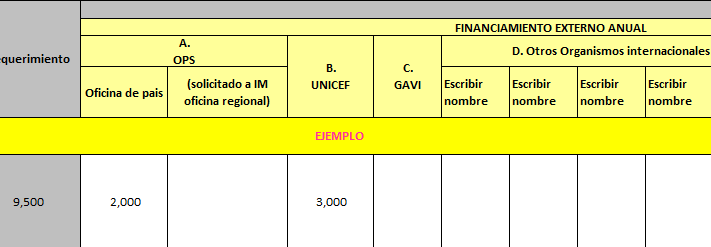 FINANCIAMIENTO EXTERNO ANUAL
A.
OPS
B.
UNICEF
C.
GAVI
D. Otros Organismos internacionales
Oficina de pais
(solicitado a IM
oficina regional)
Escribir
nombre
Escribir
nombre
Escribir
nombre
Escribir
nombre
EJEMPLO
9,500
2,000
3,000